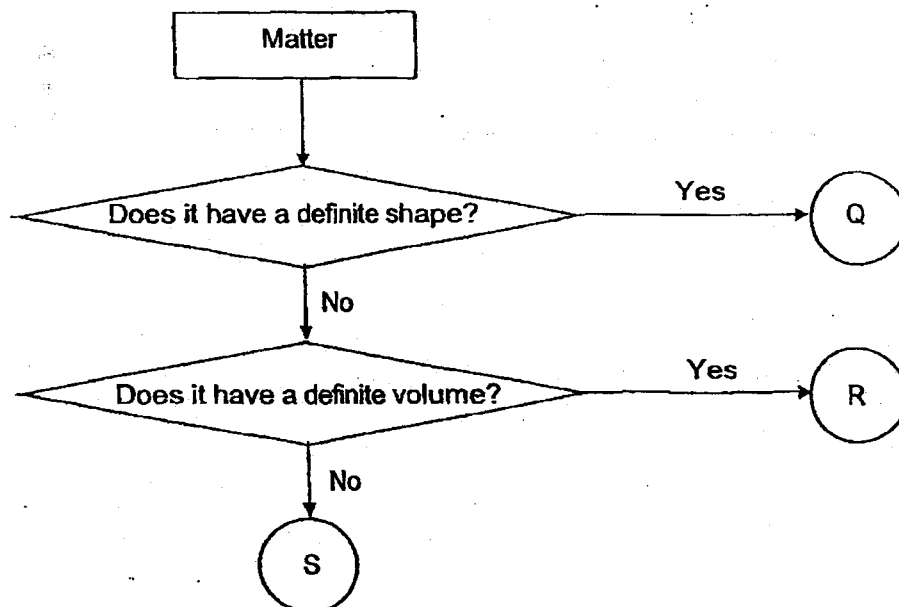 Matter
Does it have a definite shape?
Yes
Q
No
Does it have a definite volume?
Yes
R
No
S